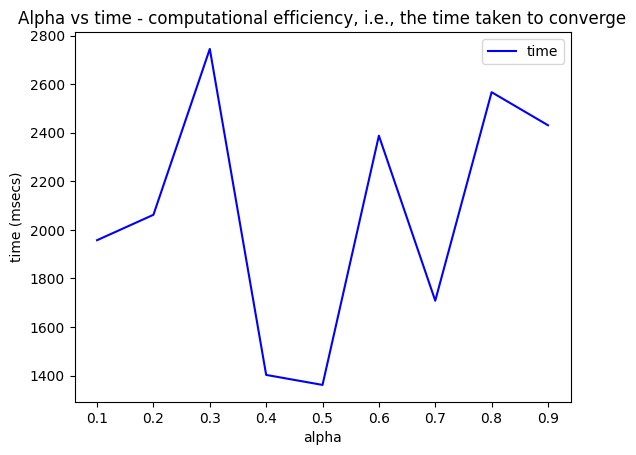 Alpha vs time - computational efficiency, i.e., the time taken to converge
time
time (msecs)
2800
2600
2400
2200
2000
1800
1600
1400
0.1 0.2 0.3 0.4 0.5 0.6 0.7 0.8 0.9
alpha